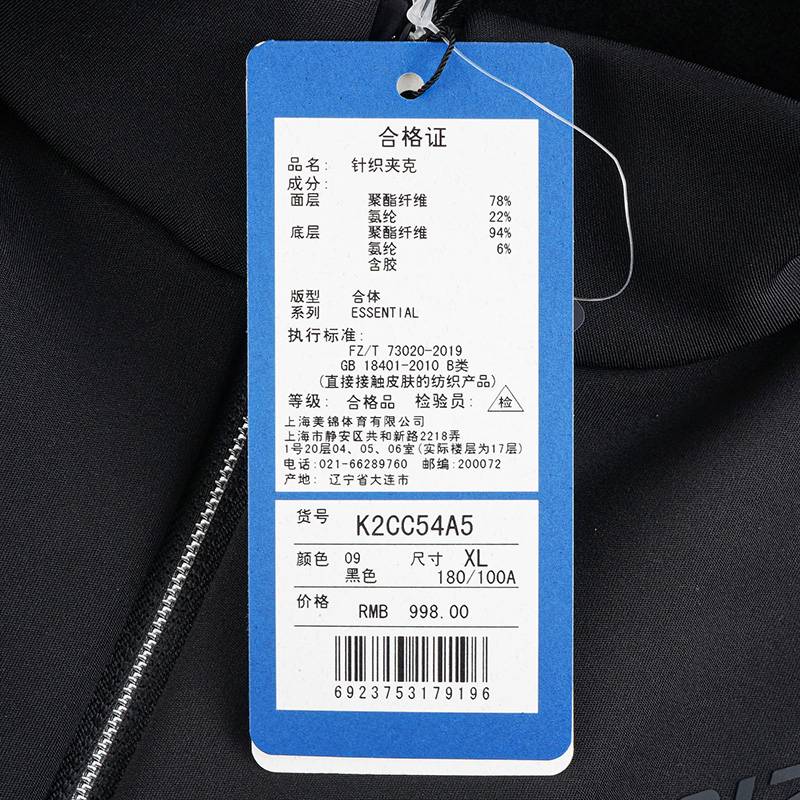 合格证
品名: 针织夹克
成分:
面层 聚酯纤维 78%
氨纶 22%
底层 聚酯纤维 94%
氨纶 6%
含胶
版型 合体
系列 ESSENTIAL
执行标准:
FZ/T 73020-2019
GB 18401-2010 B类
(直接接触皮肤的纺织产品)
等级: 合格品 检验员: 检
上海美锦体育有限公司
上海市静安区共和新路2218弄
1号20层04、05、06室(实际楼层为17层)
电话:021-66289760 邮编:200072
产地: 辽宁省大连市
货号 K2CC54A5
颜色 09 尺寸 XL
黑色 180/100A
价格 RMB 998.00
6923753179196